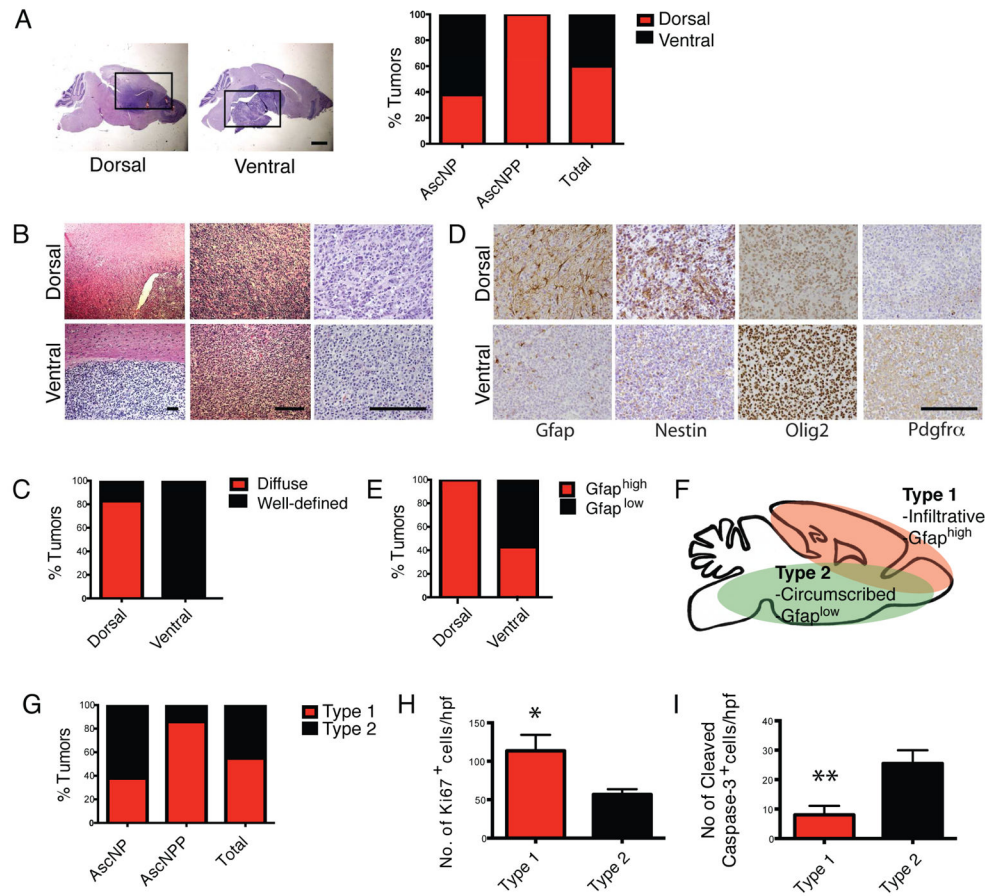 A
Dorsal
Ventral
% Tumors
100
80
60
40
20
0
AscNP
AscNPP
Total
Dorsal
Ventral
B
Dorsal
Ventral
D
Dorsal
Ventral
Gfap
Nestin
Olig2
Pdgfrα
C
% Tumors
100
80
60
40
20
0
Dorsal
Ventral
Diffuse
Well-defined
E
% Tumors
100
80
60
40
20
0
Dorsal
Ventral
Gfap^high
Gfap^low
F
Type 1
-Infiltrative
-Gfap^high
Type 2
-Circumscribed
-Gfap^low
G
% Tumors
100
80
60
40
20
0
AscNP
AscNPP
Total
Type 1
Type 2
H
No. of Ki67⁺ cells/hpf
150
100
50
0
*
Type 1
Type 2
I
No of Cleaved
Caspase-3⁺cells/hpf
40
30
20
10
0
**
Type 1
Type 2